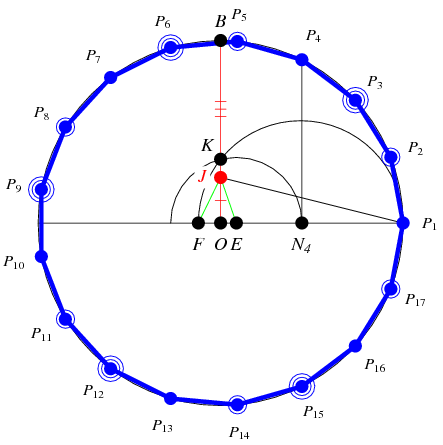 P6 B P5
P7 P4
P8 P3
K P2
P9 J
F O E N4 P1
P10
P11 P17
P12 P16
P13 P14 P15